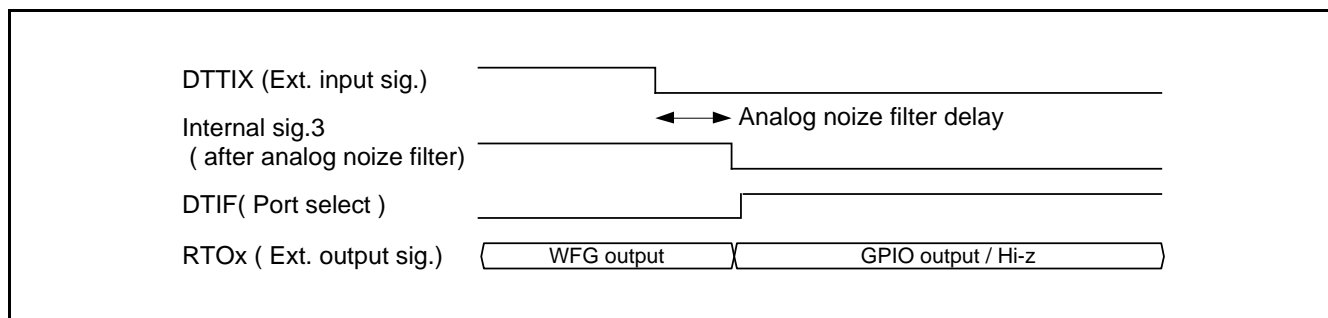 DTTIX (Ext. input sig.)
Analog noize filter delay
Internal sig.3
( after analog noize filter)
DTIF( Port select )
RTOx ( Ext. output sig.)
WFG output
GPIO output / Hi-z